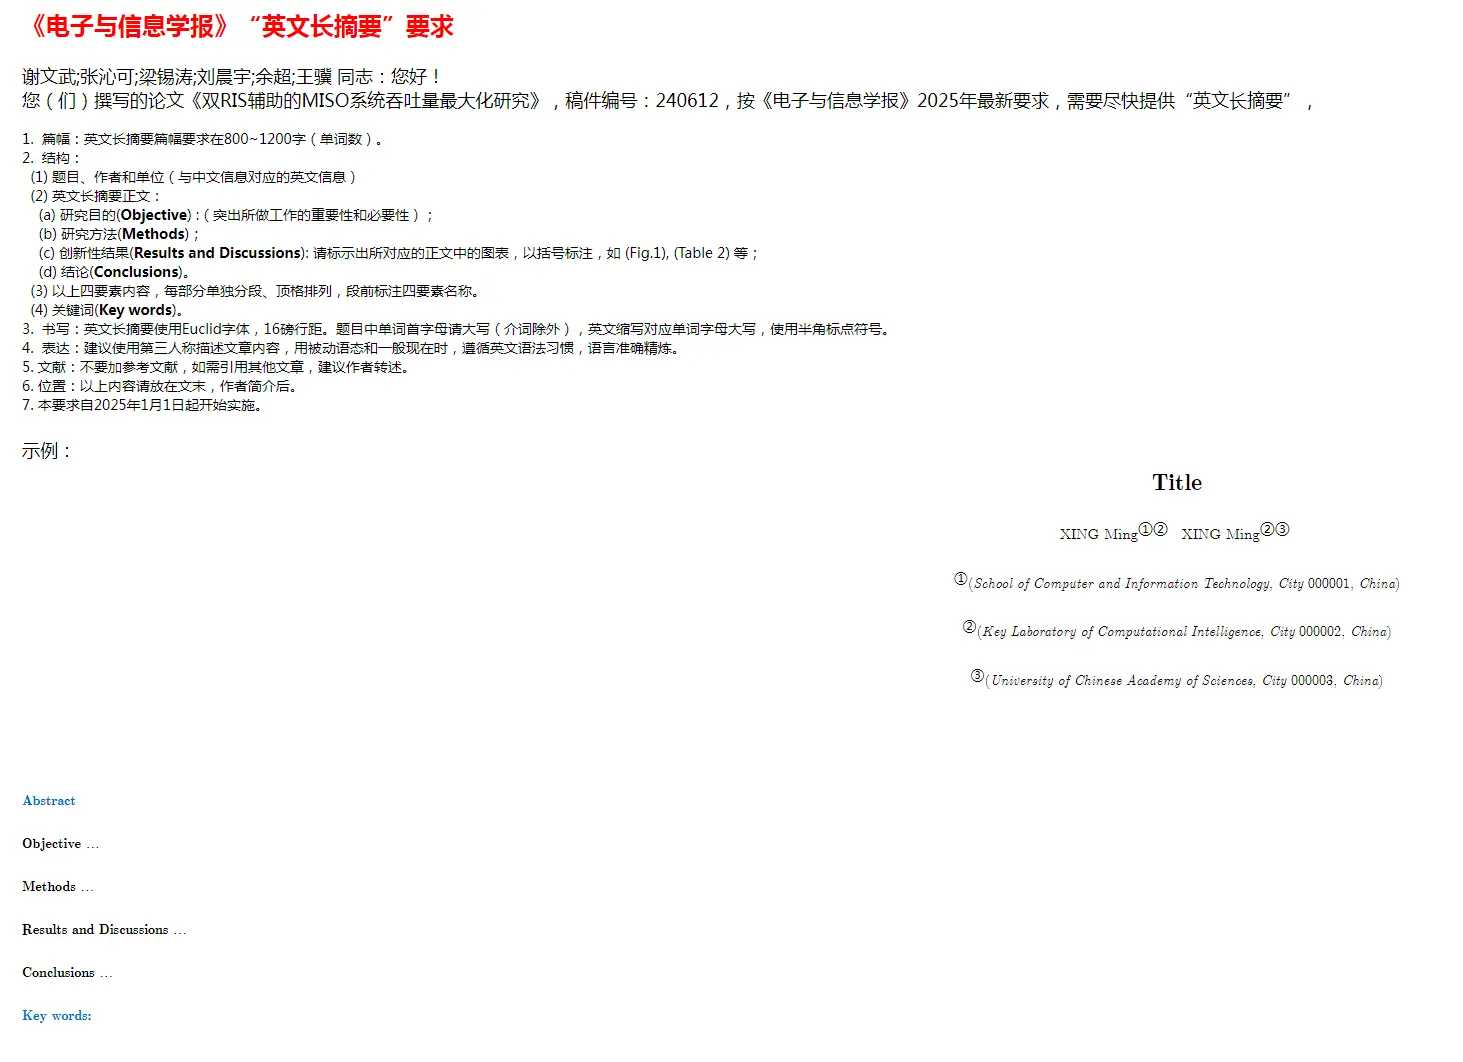 《电子与信息学报》“英文长摘要”要求
谢文武;张沁可;梁锡涛;刘晨宇;余超;王骥 同志：您好！
您（们）撰写的论文《双RIS辅助的MISO系统吞吐量最大化研究》，稿件编号：240612，按《电子与信息学报》2025年最新要求，需要尽快提供“英文长摘要”，
1. 篇幅：英文长摘要篇幅要求在800~1200字（单词数）。
2. 结构：
(1) 题目、作者和单位（与中文信息对应的英文信息）
(2) 英文长摘要正文：
(a) 研究目的(Objective) :（突出所做工作的重要性和必要性）；
(b) 研究方法(Methods)；
(c) 创新性结果(Results and Discussions): 请标示出所对应的正文中的图表，以括号标注，如 (Fig.1), (Table 2) 等；
(d) 结论(Conclusions)。
(3) 以上四要素内容，每部分单独分段、顶格排列，段前标注四要素名称。
(4) 关键词(Key words)。
3. 书写：英文长摘要使用Euclid字体，16磅行距。题目中单词首字母请大写（介词除外），英文缩写对应单词字母大写，使用半角标点符号。
4. 表达：建议使用第三人称描述文章内容，用被动语态和一般现在时，遵循英文语法习惯，语言准确精炼。
5. 文献：不要加参考文献，如需引用其他文章，建议作者转述。
6. 位置：以上内容请放在文末，作者简介后。
7. 本要求自2025年1月1日起开始实施。
示例：
Title
XING Ming①② XING Ming②③
①(School of Computer and Information Technology, City 000001, China)
②(Key Laboratory of Computational Intelligence, City 000002, China)
③(University of Chinese Academy of Sciences, City 000003, China)
Abstract
Objective …
Methods …
Results and Discussions …
Conclusions …
Key words: